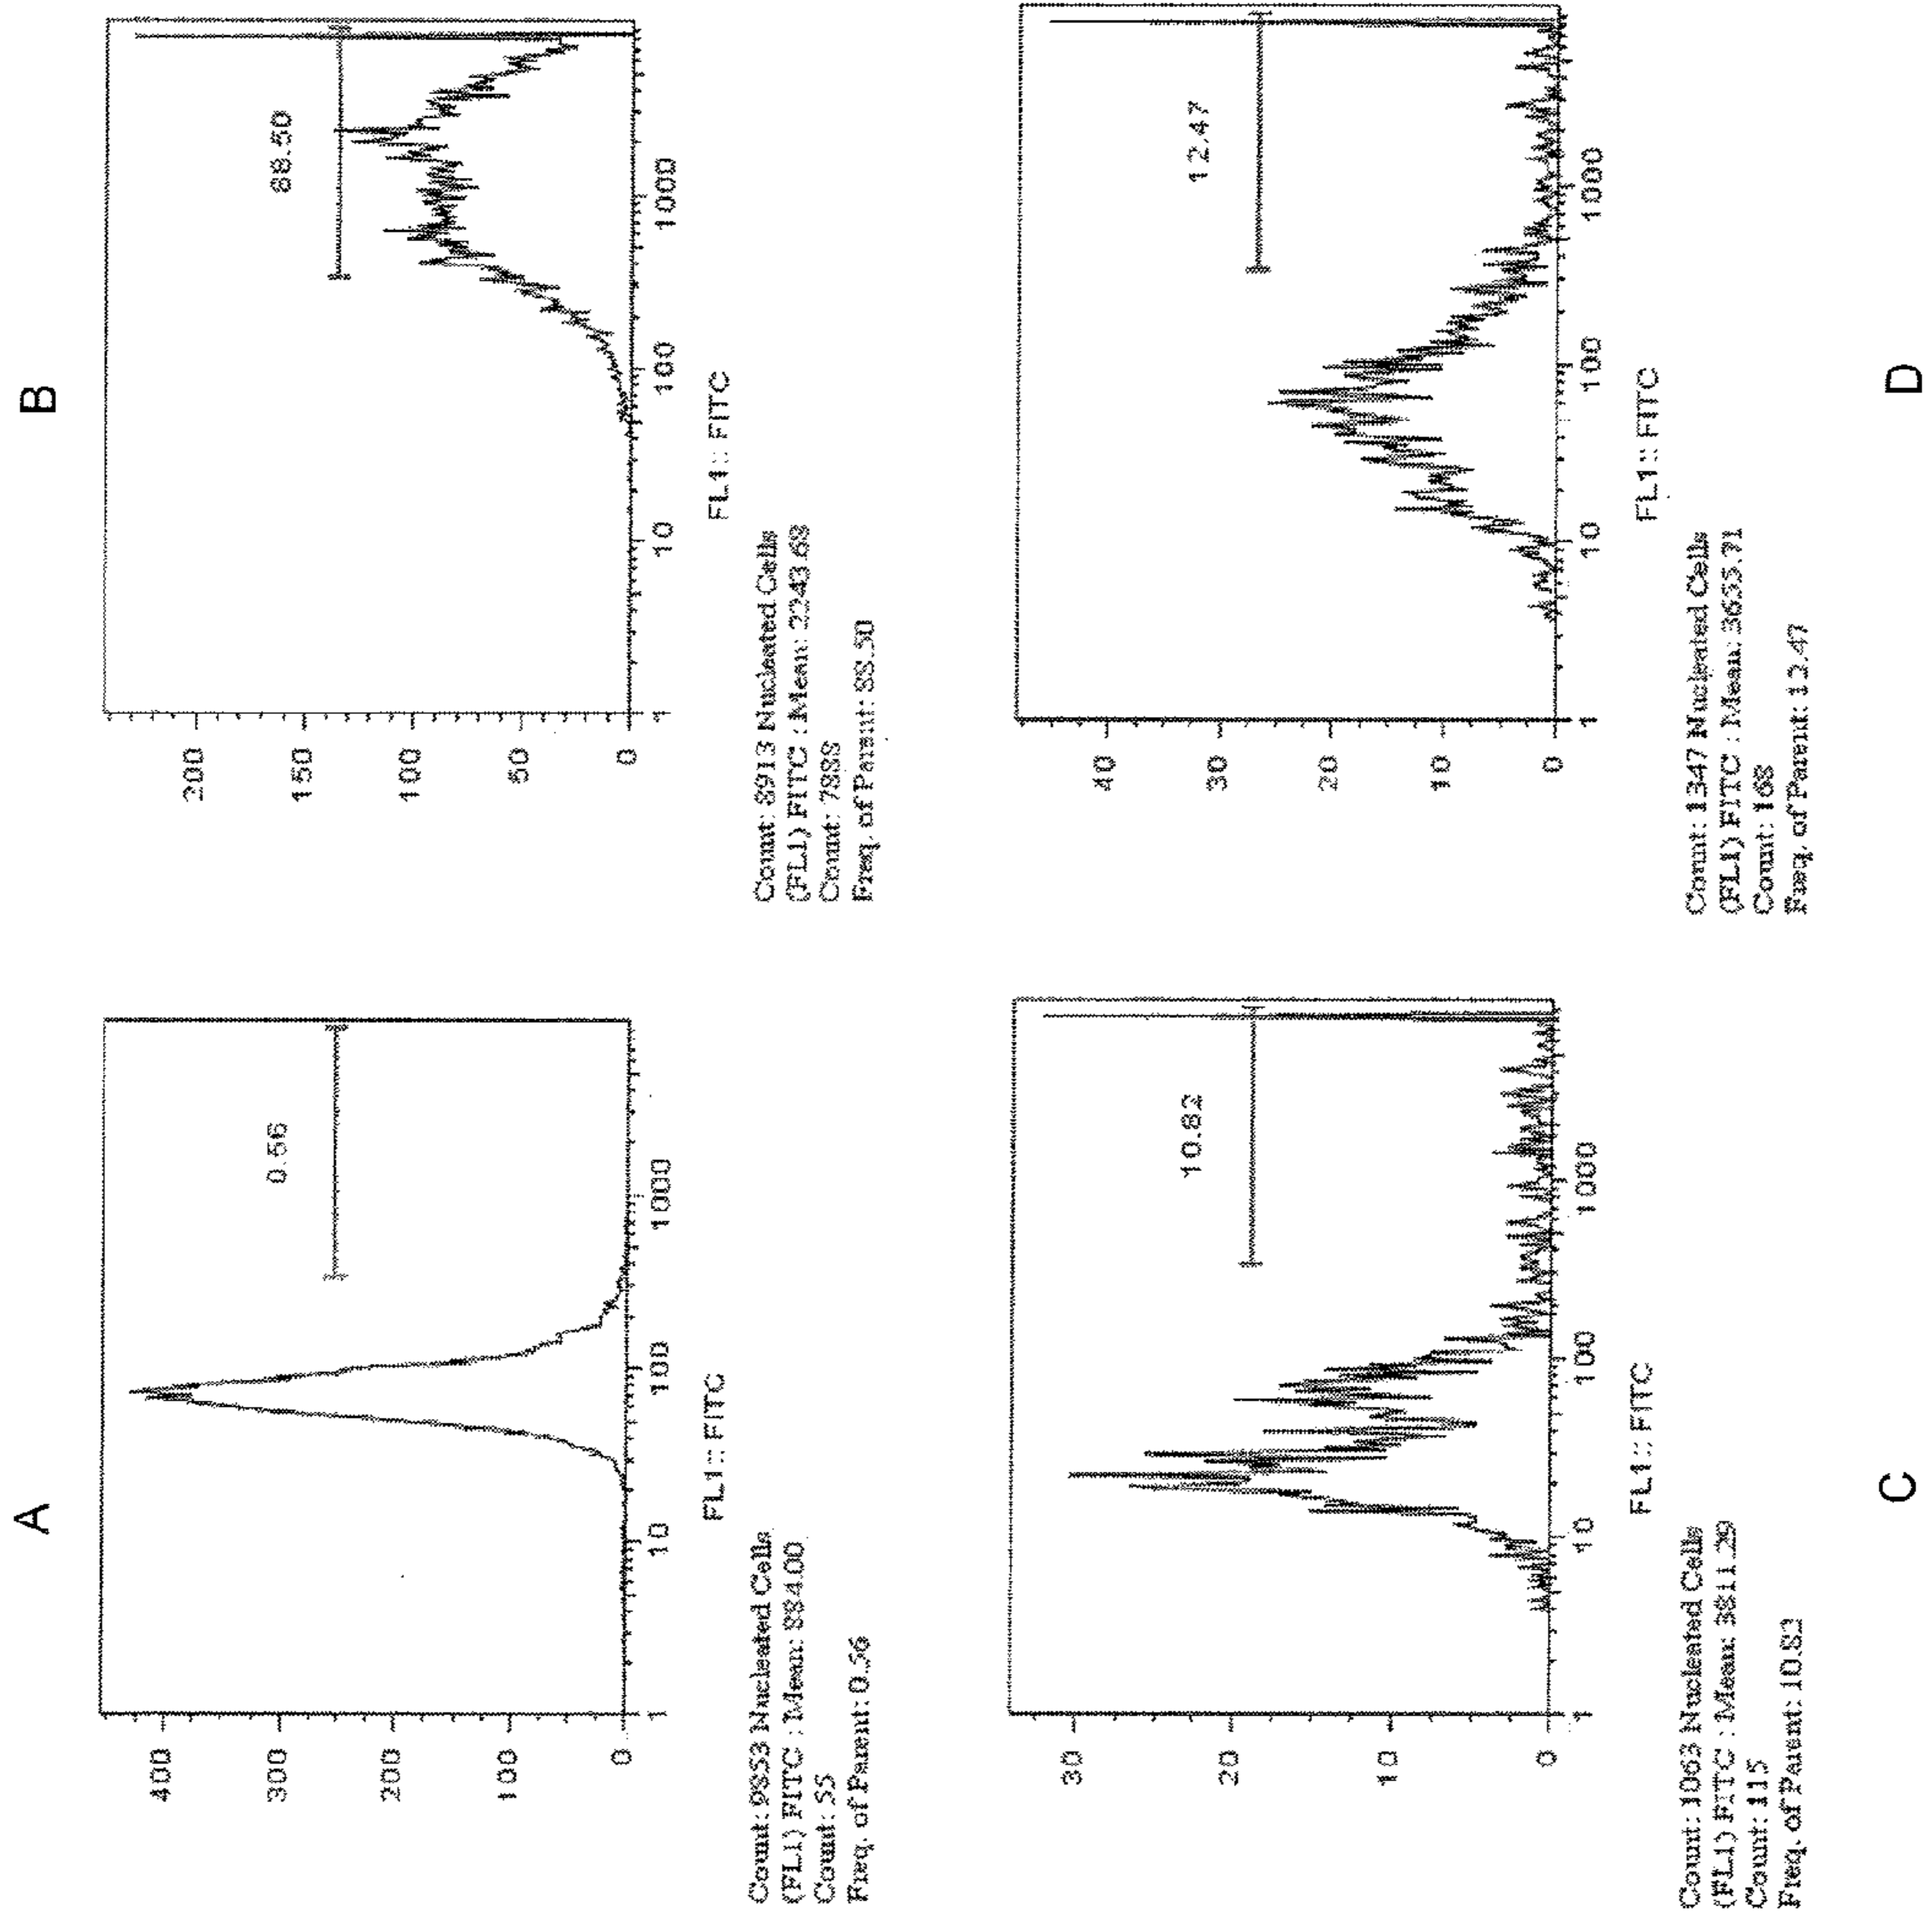 A
400
300
200
100
0
0.56
1
10
100
1000
FL1:: FITC
Count: 9853 Nucleated Cells
(FL1) FITC : Mean: 884.00
Count: 55
Freq. of Parent: 0.56
B
200
150
100
50
0
88.50
1
10
100
1000
FL1:: FITC
Count: 8913 Nucleated Cells
(FL1) FITC : Mean: 2243.68
Count: 7888
Freq. of Parent: 88.50
30
20
10
0
10.82
1
10
100
1000
FL1:: FITC
Count: 1063 Nucleated Cells
(FL1) FITC : Mean: 3811.29
Count: 115
Freq. of Parent: 10.82
C
40
30
20
10
0
12.47
1
10
100
1000
FL1:: FITC
Count: 1347 Nucleated Cells
(FL1) FITC : Mean: 3635.71
Count: 168
Freq. of Parent: 12.47
D